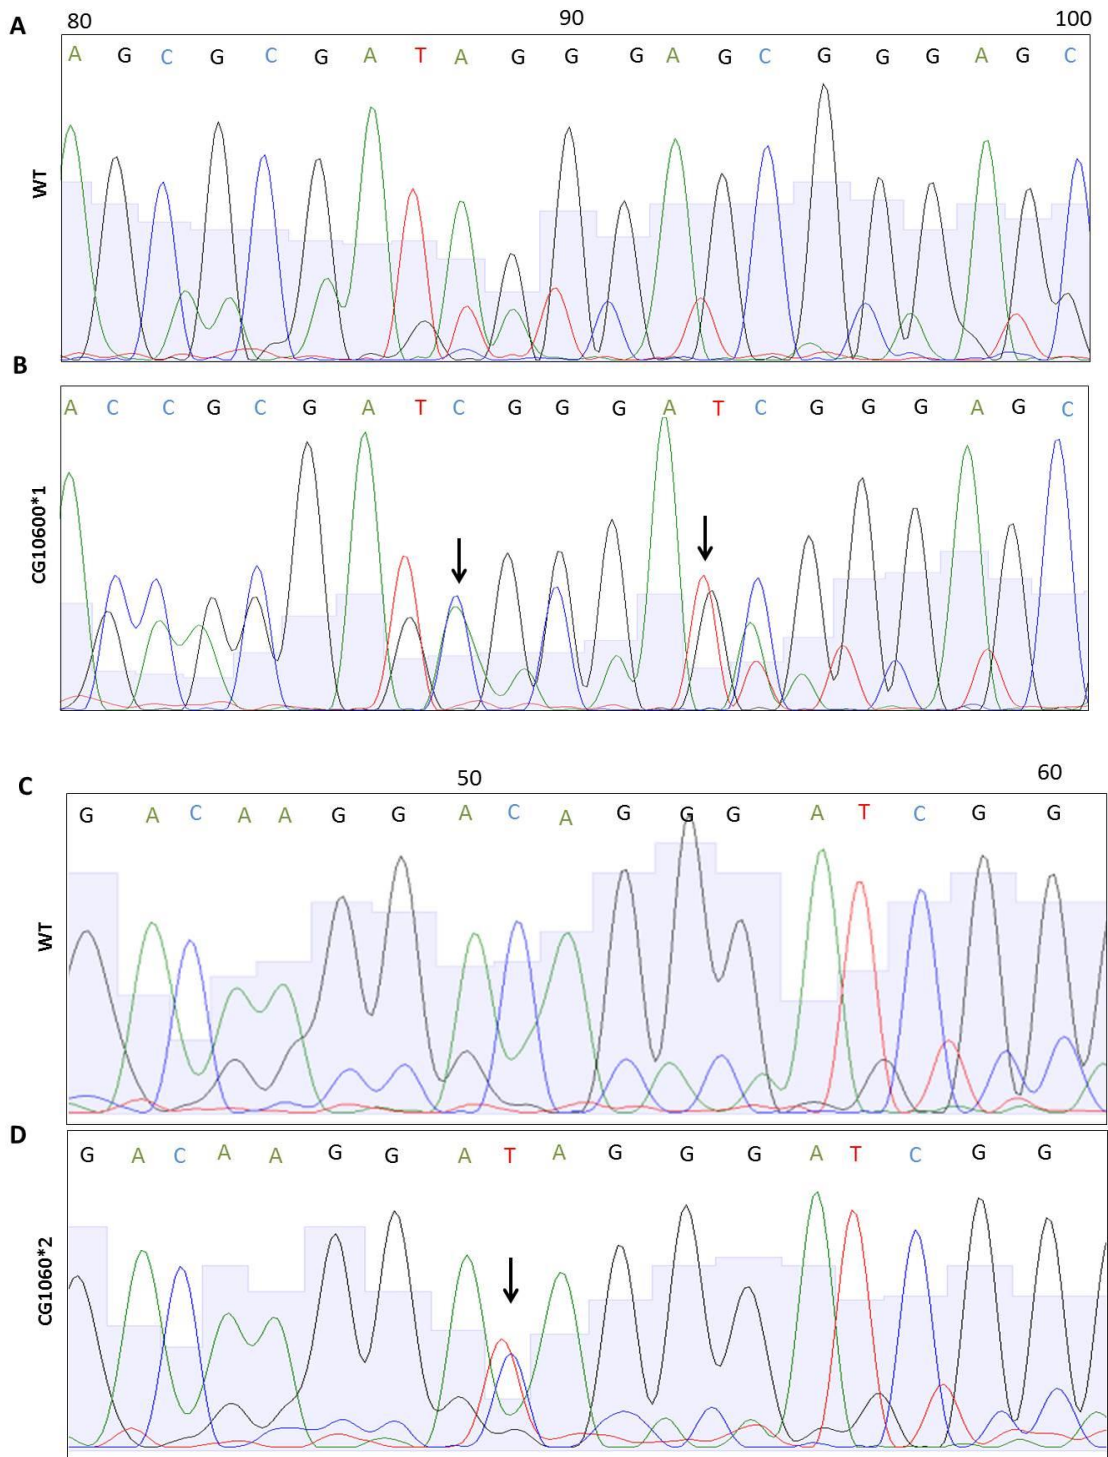 A
80 90 100
A G C G C G A T A G G G A G C G G G A G C
WT
B
A C C G C G A T C G G G A T C G G G A G C
CG10600*1
C
50 60
G A C A A G G A C A G G G A T C G G
WT
D
G A C A A G G A T A G G G A T C G G
CG1060*2